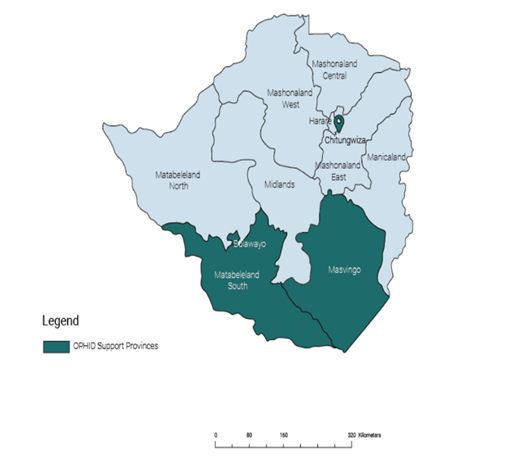 Mashonaland
Central
Mashonaland
West
Harare
Chitungwiza
Mashonaland
East
Manicaland
Matabeleland
North
Midlands
Bulawayo
Matabeleland
South
Masvingo
Legend
OPHID Support Provinces
0 80 160 320 Kilometers